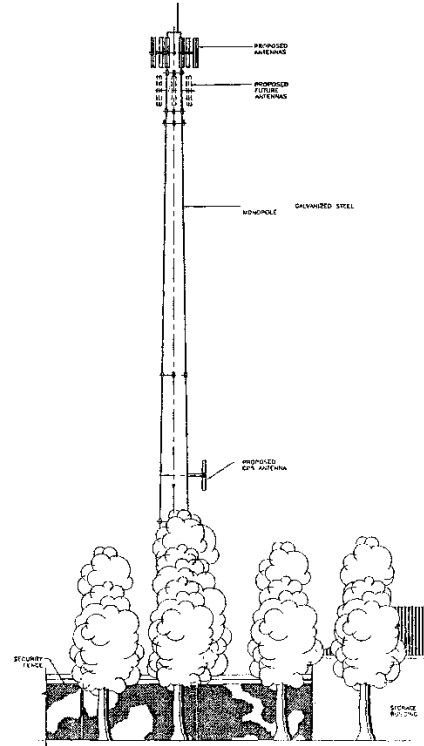 PROPOSED
ANTENNAS
PROPOSED
FUTURE
ANTENNAS
MONOPOLE GALVANIZED STEEL
PROPOSED
GPS ANTENNA
SECURITY
FENCE
STORAGE
BUILDING